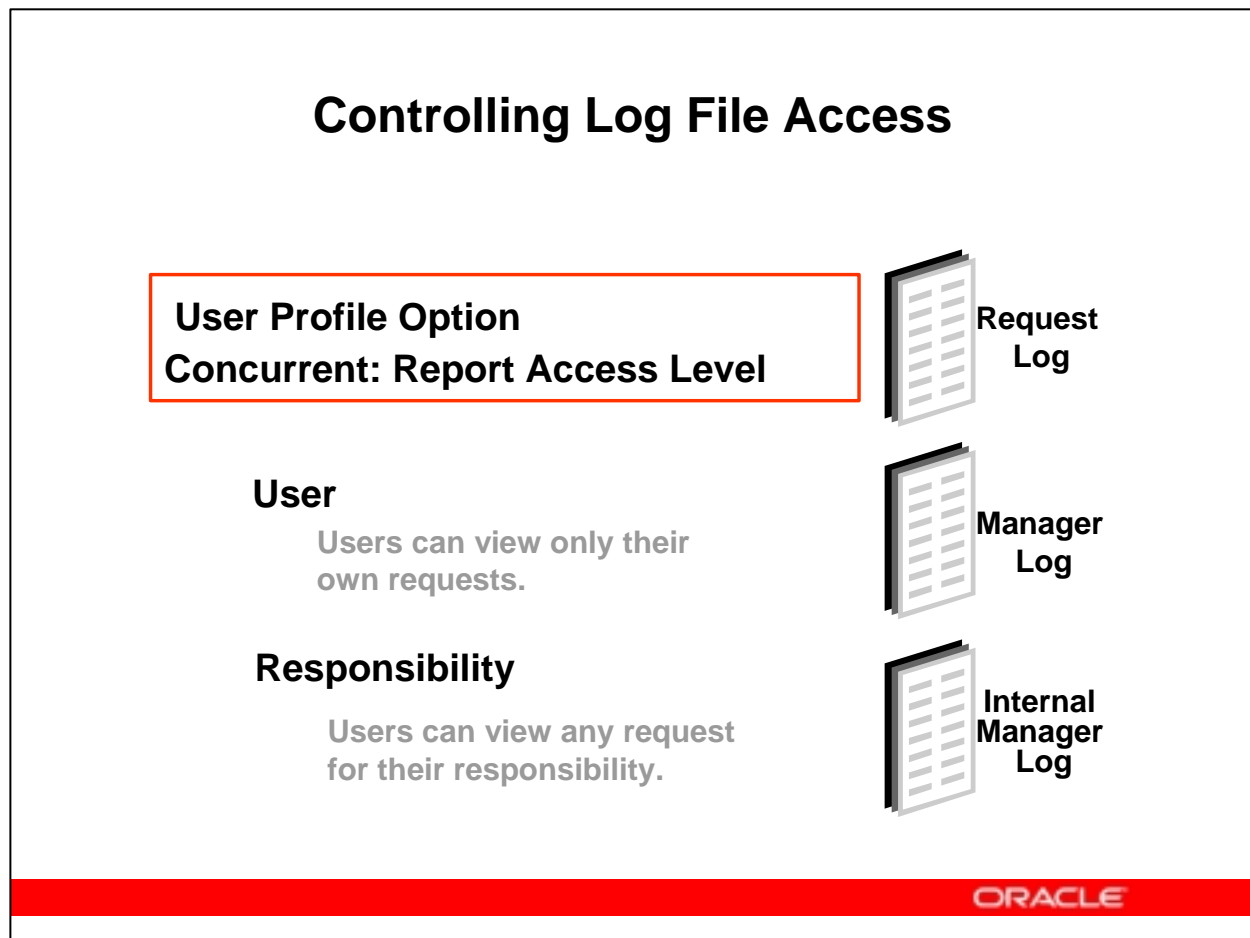 Controlling Log File Access
User Profile Option
Concurrent: Report Access Level
Request
Log
User
Users can view only their
own requests.
Manager
Log
Responsibility
Users can view any request
for their responsibility.
Internal
Manager
Log
ORACLE